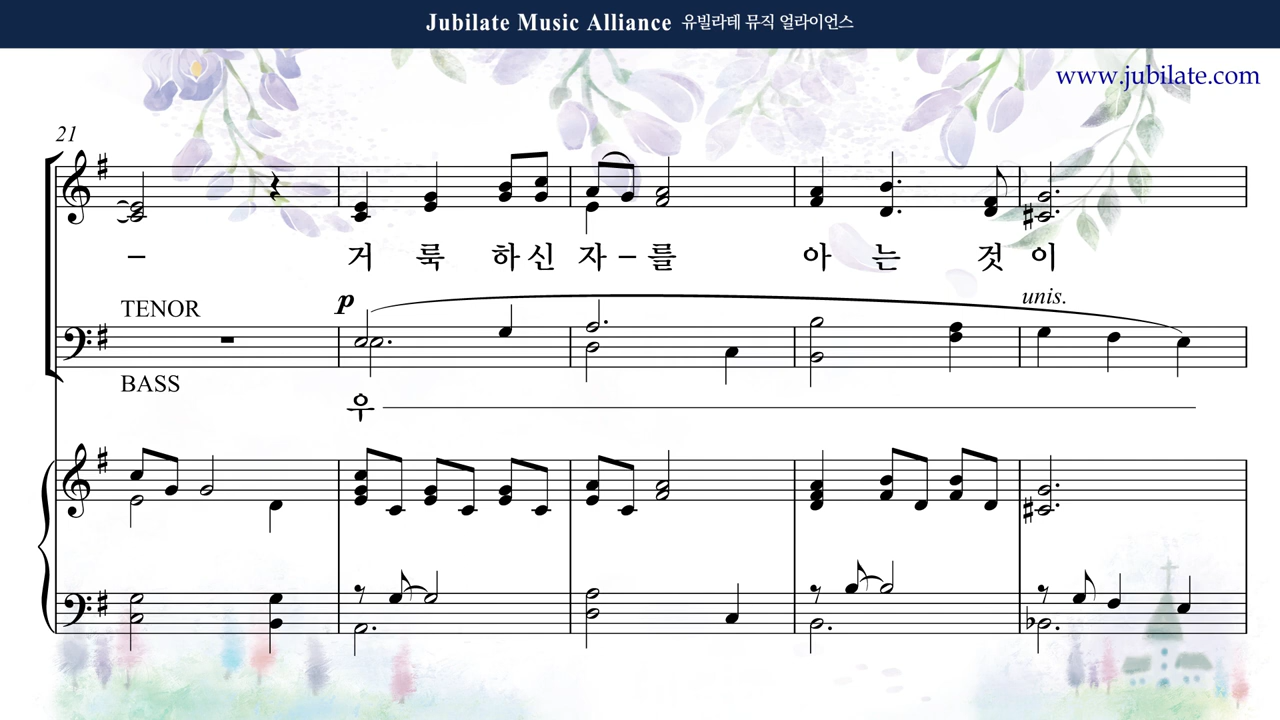 Jubilate Music Alliance 유빌라테 뮤직 얼라이언스
www.jubilate.com
21
– 거 룩 하 신 자 – 를 아 는 것 이
TENOR
p
unis.
BASS
우